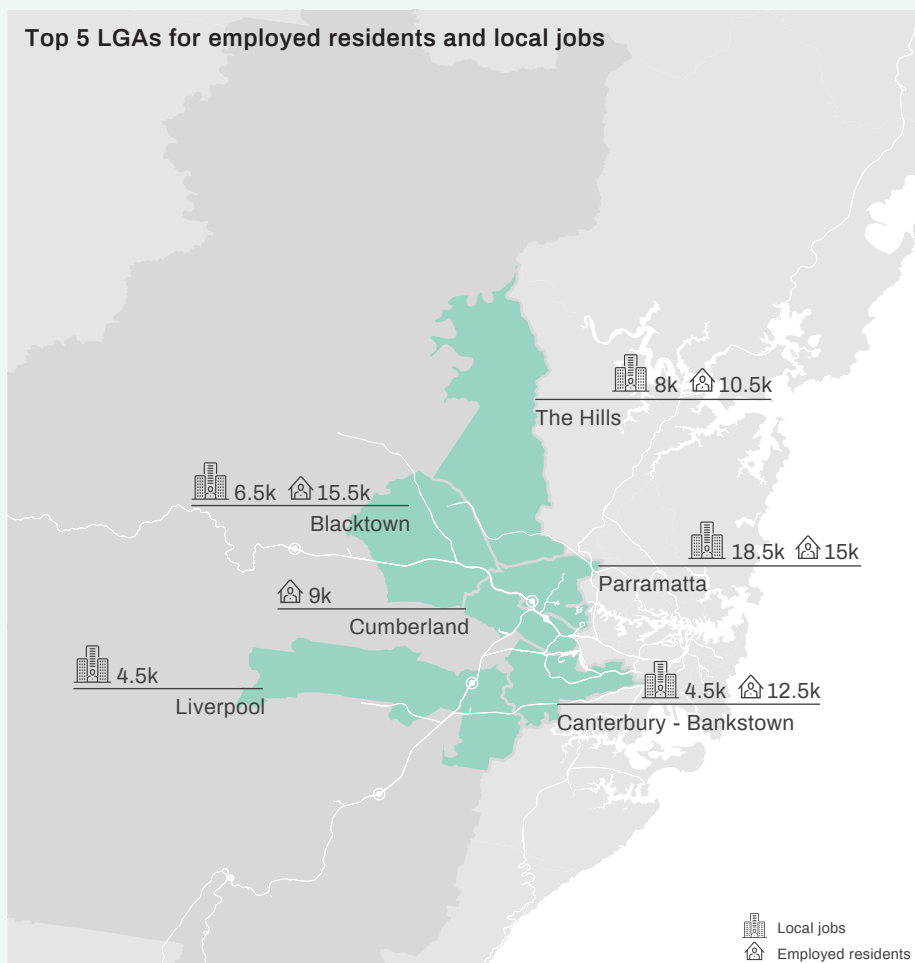 Top 5 LGAs for employed residents and local jobs
8k 10.5k
The Hills
6.5k 15.5k
Blacktown
18.5k 15k
Parramatta
9k
Cumberland
4.5k
Liverpool
4.5k 12.5k
Canterbury - Bankstown
Local jobs
Employed residents